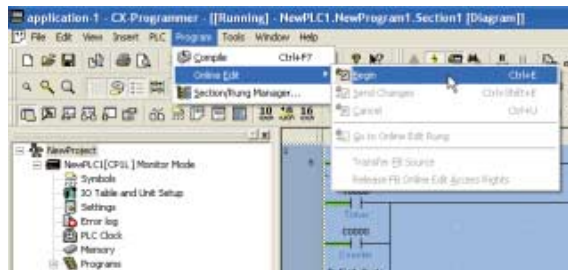 application-1 - CX-Programmer - [[Running] - NewPLC1.NewProgram1.Section1 [Diagram]]
File Edit View Insert PLC Program Tools Window Help
Compile Ctrl+F7
Online Edit
Section/Rung Manager...
Begin Ctrl+E
Send Changes Ctrl+Shift+E
Cancel Ctrl+U
Go to Online Edit Rung
Transfer FB Source
Release FB Online Edit Access Rights
10 16
NewProject
NewPLC1[CP1L] Monitor Mode
Symbols
IO Table and Unit Setup
Settings
Error log
PLC Clock
Memory
Programs
Timer
C0000
Counter